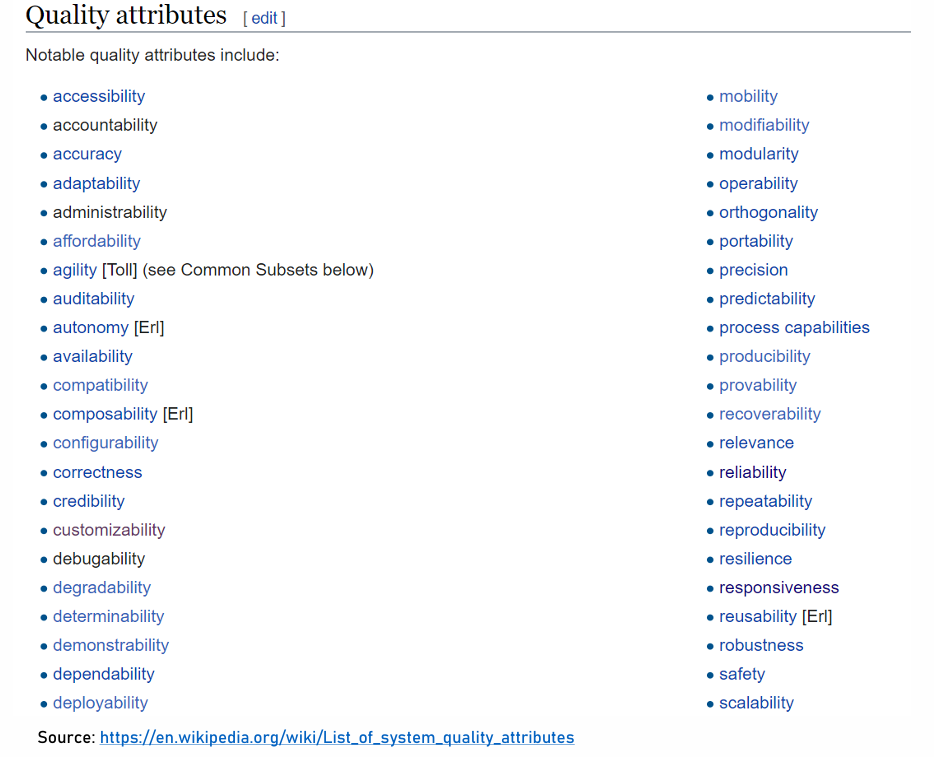 Quality attributes [ edit ]
Notable quality attributes include:
• accessibility
• accountability
• accuracy
• adaptability
• administrability
• affordability
• agility [Toll] (see Common Subsets below)
• auditability
• autonomy [Erl]
• availability
• compatibility
• composability [Erl]
• configurability
• correctness
• credibility
• customizability
• debugability
• degradability
• determinability
• demonstrability
• dependability
• deployability
• mobility
• modifiability
• modularity
• operability
• orthogonality
• portability
• precision
• predictability
• process capabilities
• producibility
• provability
• recoverability
• relevance
• reliability
• repeatability
• reproducibility
• resilience
• responsiveness
• reusability [Erl]
• robustness
• safety
• scalability
Source: https://en.wikipedia.org/wiki/List_of_system_quality_attributes